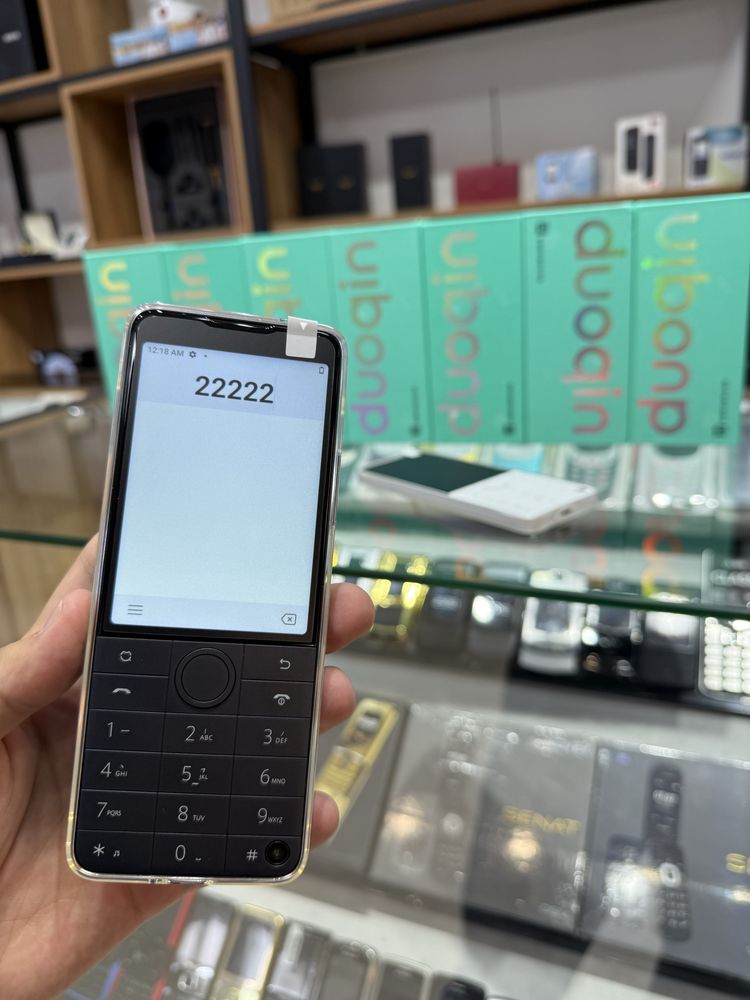 duoqin
duoqin
duoqin
duoqin
12:18 AM
22222
1
2 ABC
3 DEF
4 GHI
5 JKL
6 MNO
7 PQRS
8 TUV
9 WXYZ
*
0
#